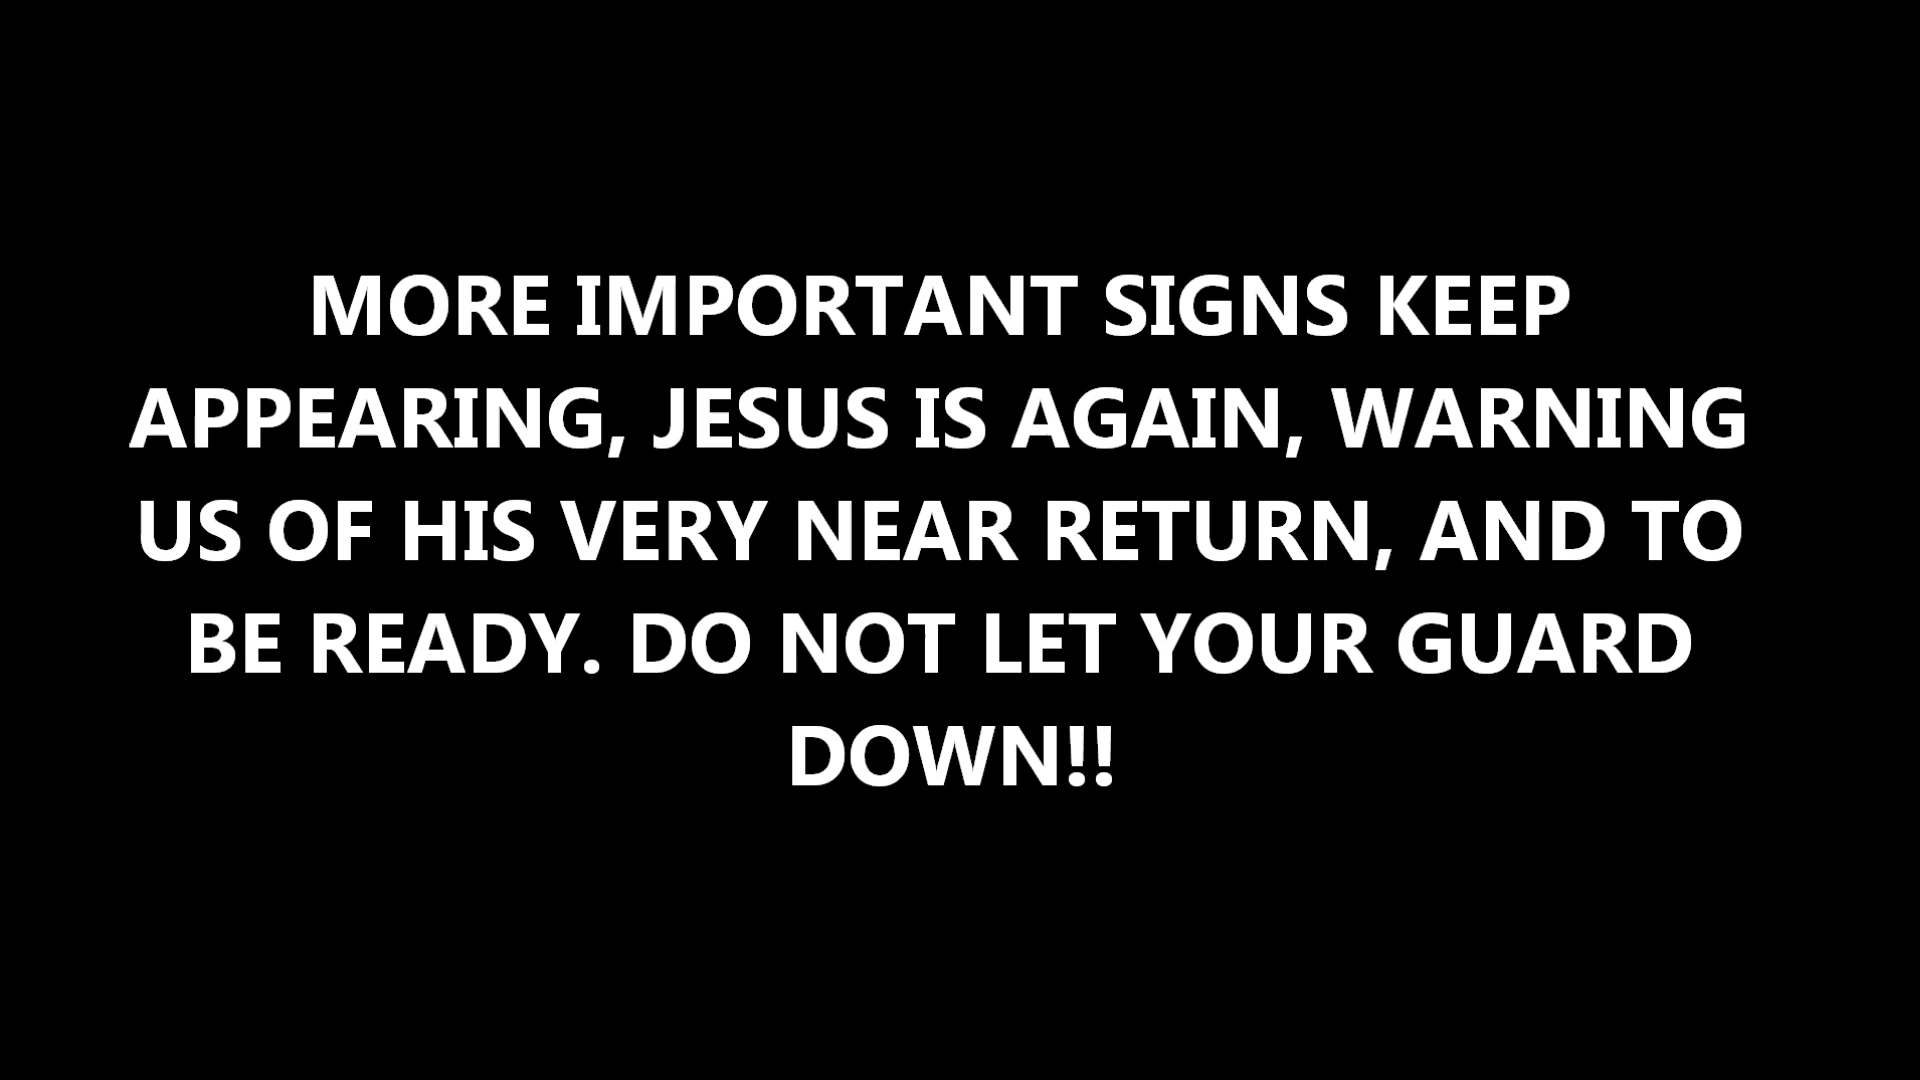 MORE IMPORTANT SIGNS KEEP
APPEARING, JESUS IS AGAIN, WARNING
US OF HIS VERY NEAR RETURN, AND TO
BE READY. DO NOT LET YOUR GUARD
DOWN!!